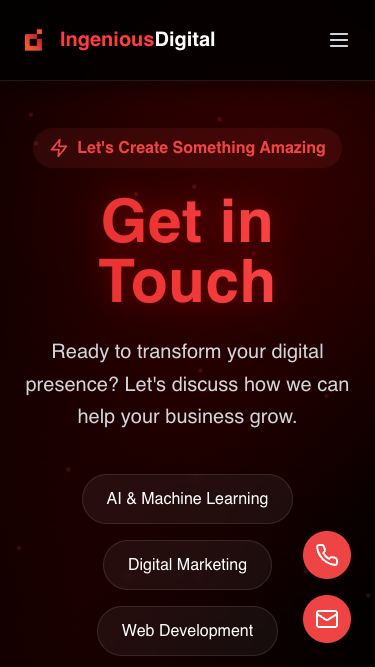 IngeniousDigital
Let's Create Something Amazing
Get in
Touch
Ready to transform your digital
presence? Let's discuss how we can
help your business grow.
AI & Machine Learning
Digital Marketing
Web Development